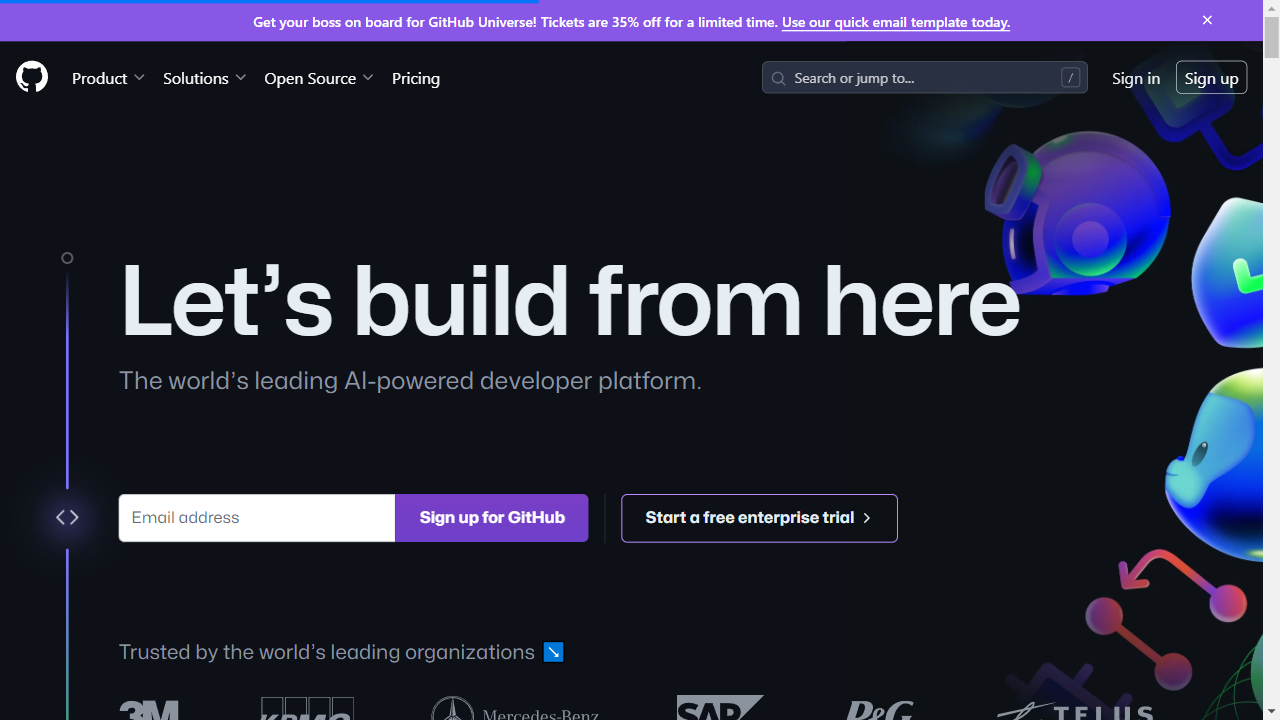 Get your boss on board for GitHub Universe! Tickets are 35% off for a limited time. Use our quick email template today.
Product Solutions Open Source Pricing Search or jump to... / Sign in Sign up
Let’s build from here
The world’s leading AI-powered developer platform.
Email address Sign up for GitHub Start a free enterprise trial
Trusted by the world’s leading organizations
3M KPMG Mercedes-Benz SAP P&G TELUS